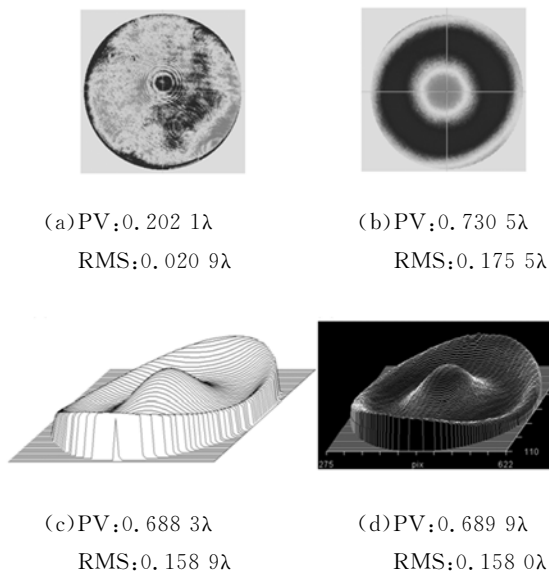 (a)PV:0.202 1λ
(b)PV:0.730 5λ
RMS:0.020 9λ
RMS:0.175 5λ
275
pix
622
110
(c)PV:0.688 3λ
(d)PV:0.689 9λ
RMS:0.158 9λ
RMS:0.158 0λ